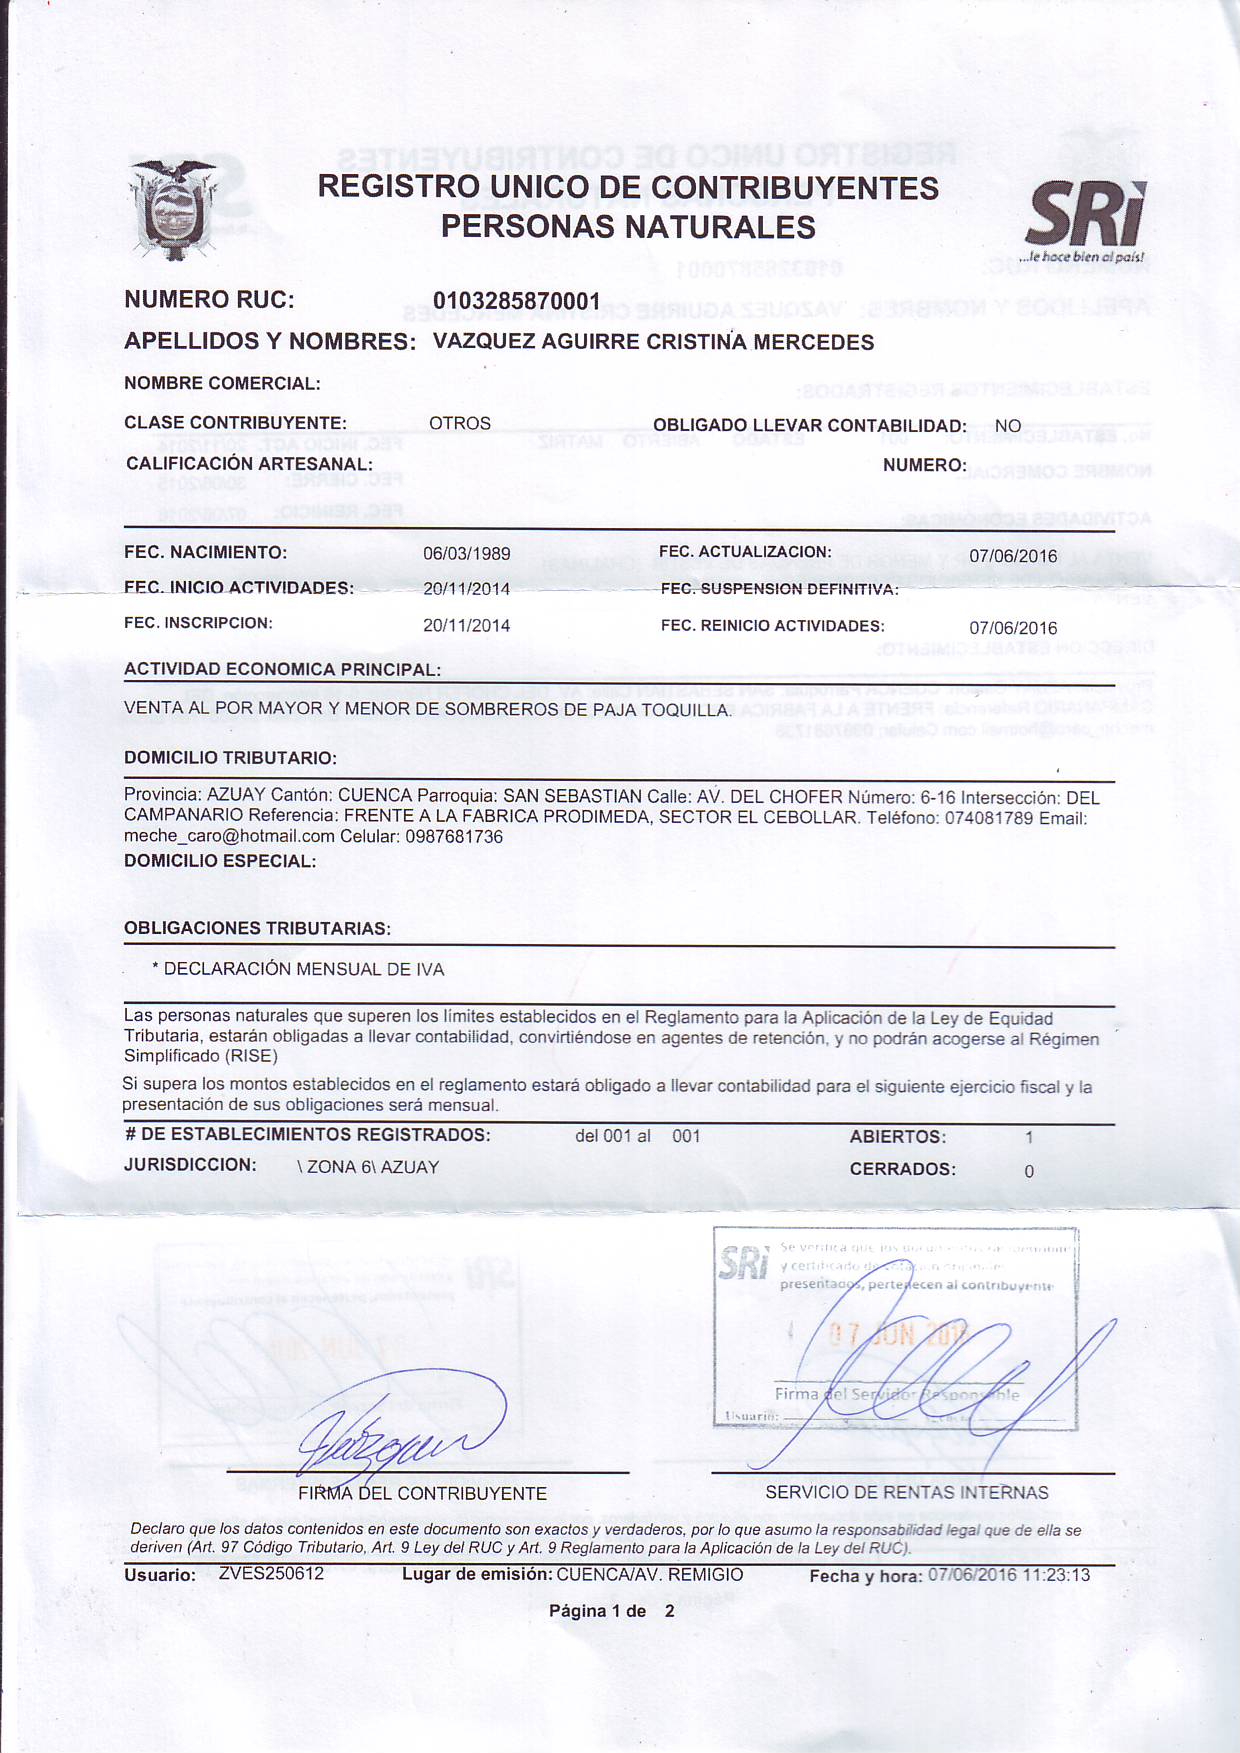 REGISTRO UNICO DE CONTRIBUYENTES
PERSONAS NATURALES
SRi
...le hace bien al país!
NUMERO RUC: 0103285870001
APELLIDOS Y NOMBRES: VAZQUEZ AGUIRRE CRISTINA MERCEDES
NOMBRE COMERCIAL:
CLASE CONTRIBUYENTE: OTROS OBLIGADO LLEVAR CONTABILIDAD: NO
CALIFICACIÓN ARTESANAL: NUMERO:
FEC. NACIMIENTO: 06/03/1989 FEC. ACTUALIZACION: 07/06/2016
FEC. INICIO ACTIVIDADES: 20/11/2014 FEC. SUSPENSION DEFINITIVA:
FEC. INSCRIPCION: 20/11/2014 FEC. REINICIO ACTIVIDADES: 07/06/2016
ACTIVIDAD ECONOMICA PRINCIPAL:
VENTA AL POR MAYOR Y MENOR DE SOMBREROS DE PAJA TOQUILLA.
DOMICILIO TRIBUTARIO:
Provincia: AZUAY Cantón: CUENCA Parroquia: SAN SEBASTIAN Calle: AV. DEL CHOFER Número: 6-16 Intersección: DEL
CAMPANARIO Referencia: FRENTE A LA FABRICA PRODIMEDA, SECTOR EL CEBOLLAR. Teléfono: 074081789 Email:
meche_caro@hotmail.com Celular: 0987681736
DOMICILIO ESPECIAL:
OBLIGACIONES TRIBUTARIAS:
* DECLARACIÓN MENSUAL DE IVA
Las personas naturales que superen los límites establecidos en el Reglamento para la Aplicación de la Ley de Equidad
Tributaria, estarán obligadas a llevar contabilidad, convirtiéndose en agentes de retención, y no podrán acogerse al Régimen
Simplificado (RISE)
Si supera los montos establecidos en el reglamento estará obligado a llevar contabilidad para el siguiente ejercicio fiscal y la
presentación de sus obligaciones será mensual.
# DE ESTABLECIMIENTOS REGISTRADOS: del 001 al 001 ABIERTOS: 1
JURISDICCION: \ ZONA 6\ AZUAY CERRADOS: 0
SRi
Se verifica que los
y certificado de
presentados, pertenecen al contribuyente
07 JUN 2016
Firma del Servidor Responsable
Usuario:
FIRMA DEL CONTRIBUYENTE SERVICIO DE RENTAS INTERNAS
Declaro que los datos contenidos en este documento son exactos y verdaderos, por lo que asumo la responsabilidad legal que de ella se
deriven (Art. 97 Código Tributario, Art. 9 Ley del RUC y Art. 9 Reglamento para la Aplicación de la Ley del RUC).
Usuario: ZVES250612 Lugar de emisión: CUENCA/AV. REMIGIO Fecha y hora: 07/06/2016 11:23:13
Página 1 de 2